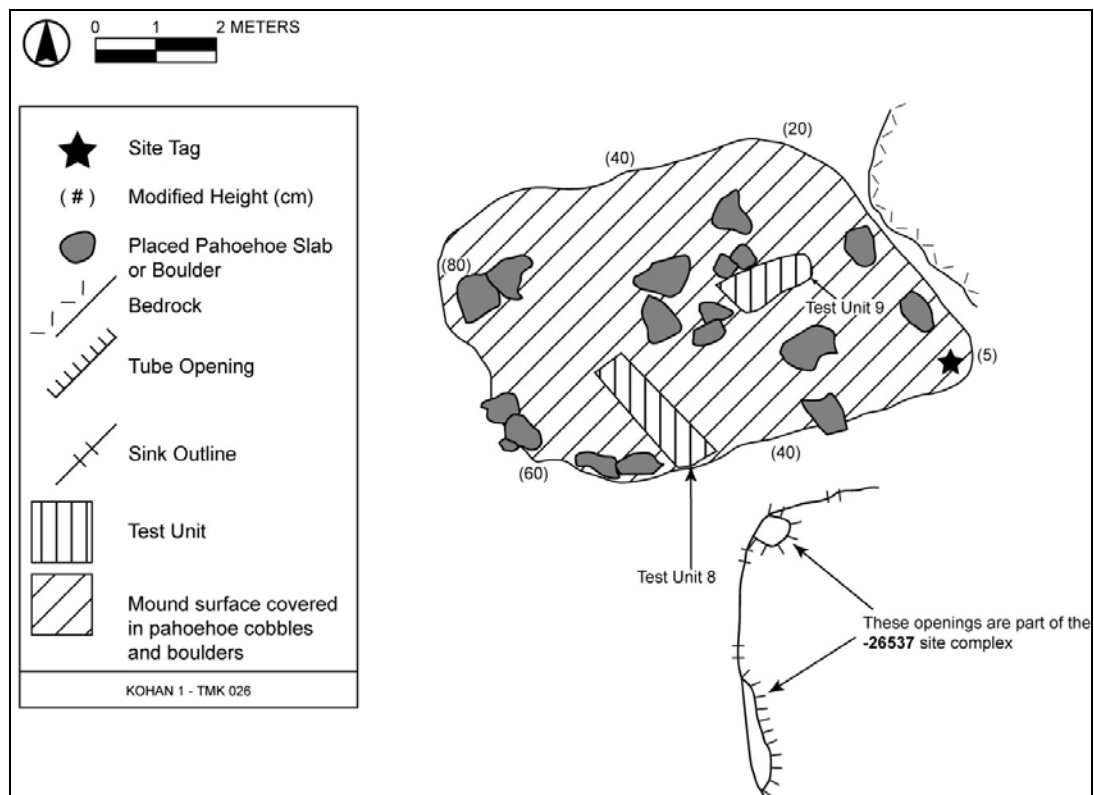 0 1 2 METERS
Site Tag
( # ) Modified Height (cm)
Placed Pahoehoe Slab
or Boulder
Bedrock
Tube Opening
Sink Outline
Test Unit
Mound surface covered
in pahoehoe cobbles
and boulders
KOHAN 1 - TMK 026
(20)
(40)
(80)
Test Unit 9
(5)
(40)
(60)
Test Unit 8
These openings are part of the
-26537 site complex